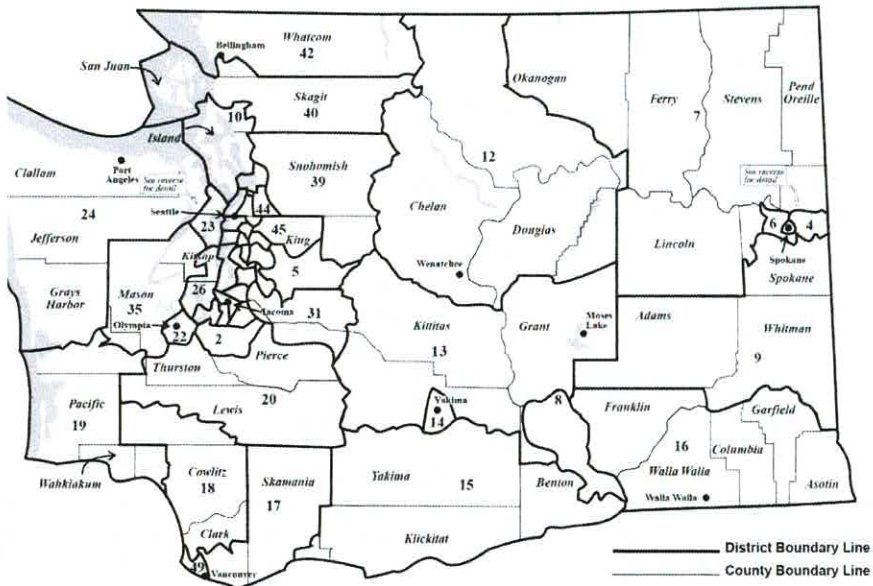 Bellingham
Whatcom
42
San Juan
Okanogan
Ferry
7
Stevens
Pend
Oreille
Skagit
40
10
Island
12
Snohomish
39
Clallam
Port
Angeles
See reverse
for detail
See reverse
for detail
24
Chelan
Douglas
Seattle
44
23
45
King
Jefferson
Lincoln
6
4
Spokane
Spokane
Kitsap
5
Wenatchee
Grays
Harbor
Mason
35
26
Tacoma
31
Kittitas
13
Grant
Moses
Lake
Adams
Whitman
9
Olympia
22
2
Pierce
Thurston
20
Yakima
14
8
Franklin
Garfield
Pacific
19
Lewis
16
Columbia
Walla Walla
Cowlitz
18
Skamania
17
Yakima
15
Benton
Asotin
Wahkiakum
Walla Walla
Clark
Klickitat
49
Vancouver
District Boundary Line
County Boundary Line